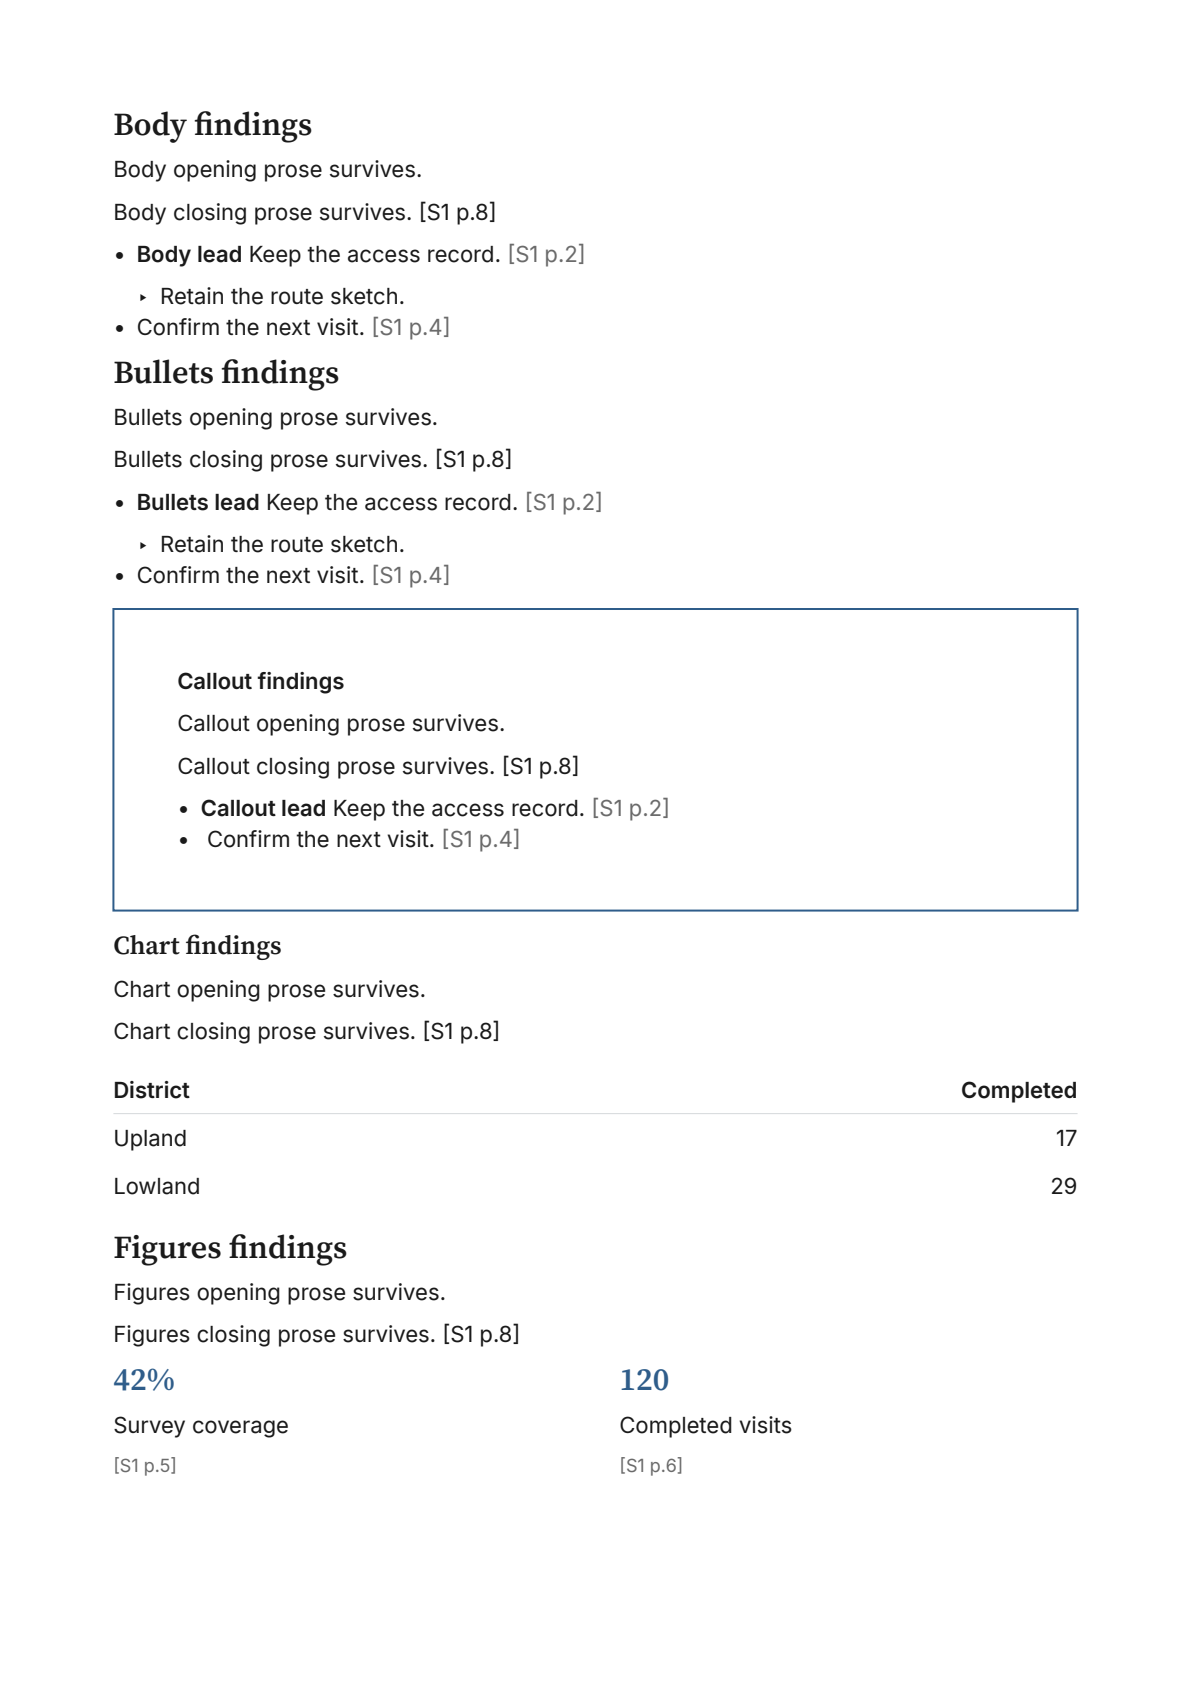 Body findings
Body opening prose survives.
Body closing prose survives. [S1 p.8]
• Body lead Keep the access record. [S1 p.2]
‣ Retain the route sketch.
• Confirm the next visit. [S1 p.4]
Bullets findings
Bullets opening prose survives.
Bullets closing prose survives. [S1 p.8]
• Bullets lead Keep the access record. [S1 p.2]
‣ Retain the route sketch.
• Confirm the next visit. [S1 p.4]
Callout findings
Callout opening prose survives.
Callout closing prose survives. [S1 p.8]
• Callout lead Keep the access record. [S1 p.2]
• Confirm the next visit. [S1 p.4]
Chart findings
Chart opening prose survives.
Chart closing prose survives. [S1 p.8]
District Completed
Upland 17
Lowland 29
Figures findings
Figures opening prose survives.
Figures closing prose survives. [S1 p.8]
42% 120
Survey coverage Completed visits
[S1 p.5] [S1 p.6]